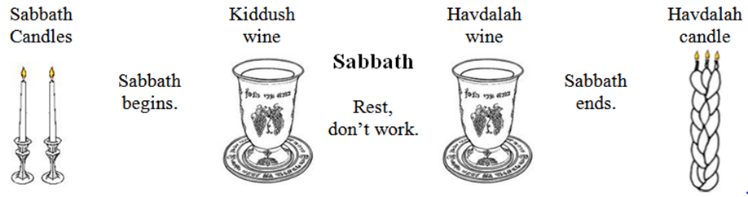 Sabbath
Candles
Sabbath
begins.
Kiddush
wine
Sabbath
Rest,
don’t work.
Havdalah
wine
Sabbath
ends.
Havdalah
candle